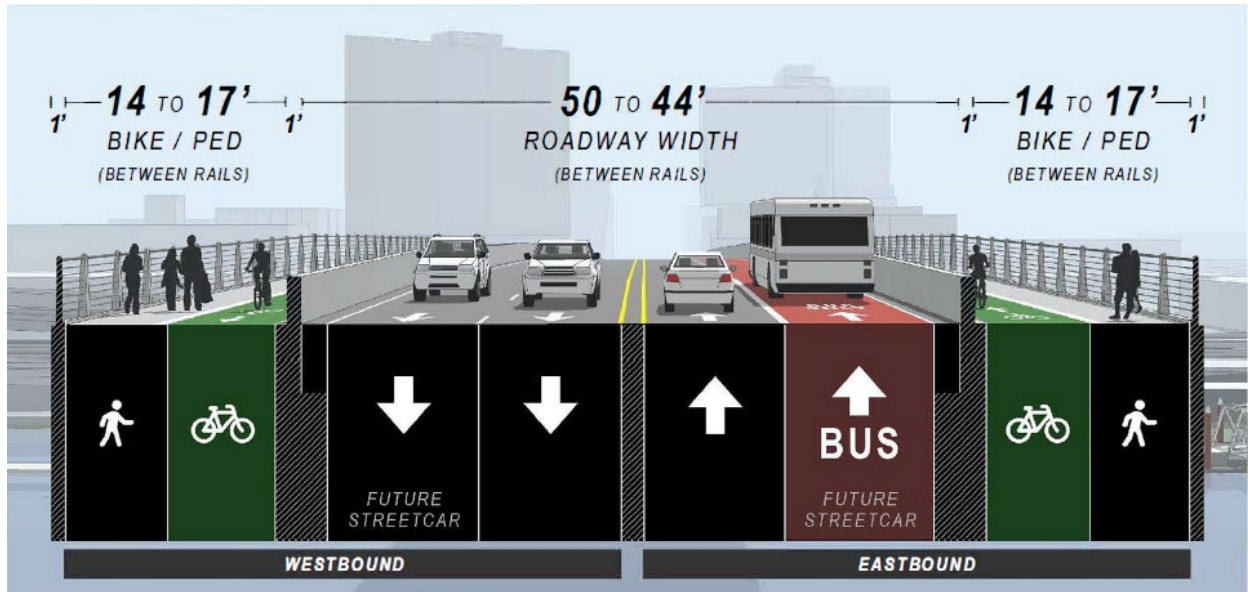 14 TO 17'
1'
1'
BIKE / PED
(BETWEEN RAILS)
50 TO 44'
ROADWAY WIDTH
(BETWEEN RAILS)
14 TO 17'
1'
1'
BIKE / PED
(BETWEEN RAILS)
BUS
FUTURE
STREETCAR
FUTURE
STREETCAR
WESTBOUND
EASTBOUND